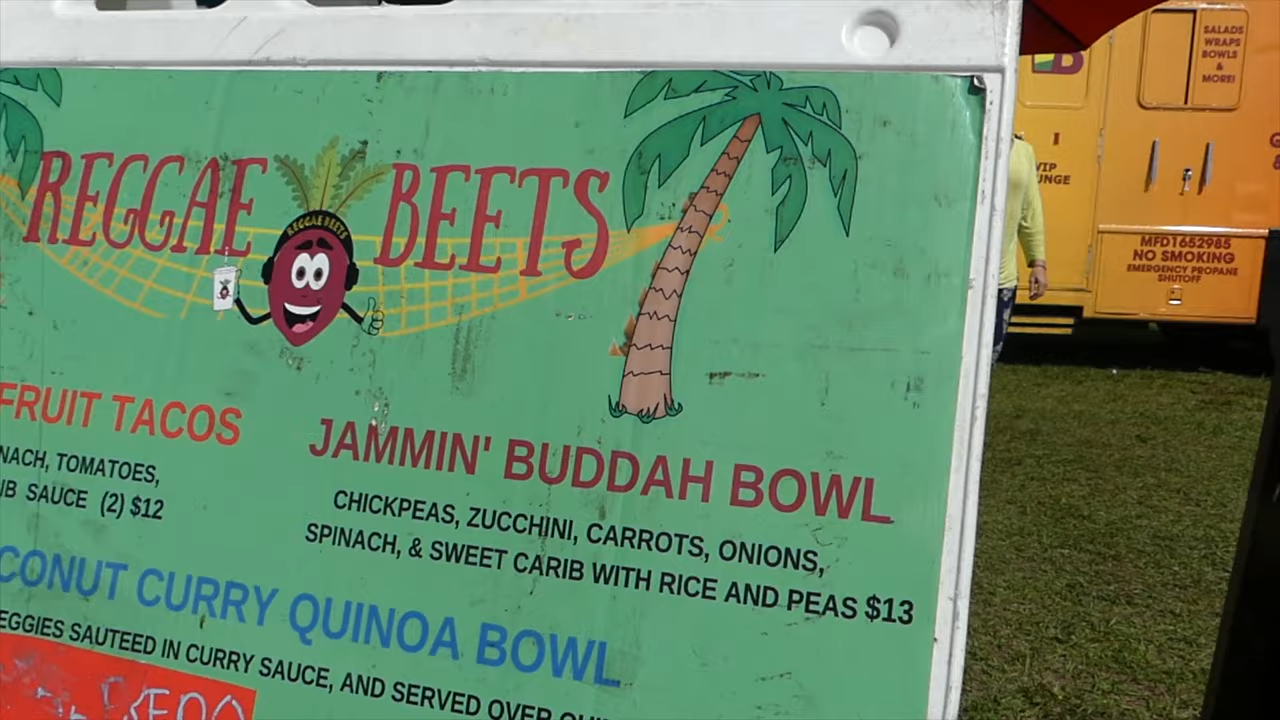 REGGAE BEETS
REGGAE BEETS
FRUIT TACOS
NACH, TOMATOES,
IB SAUCE (2) $12
JAMMIN' BUDDAH BOWL
CHICKPEAS, ZUCCHINI, CARROTS, ONIONS,
SPINACH, & SWEET CARIB WITH RICE AND PEAS $13
CONUT CURRY QUINOA BOWL
EGGIES SAUTEED IN CURRY SAUCE, AND SERVED OVER
SALADS
WRAPS
BOWLS
&
MORE!
1
VIP
UNGE
MFD1652985
NO SMOKING
EMERGENCY PROPANE
SHUTOFF